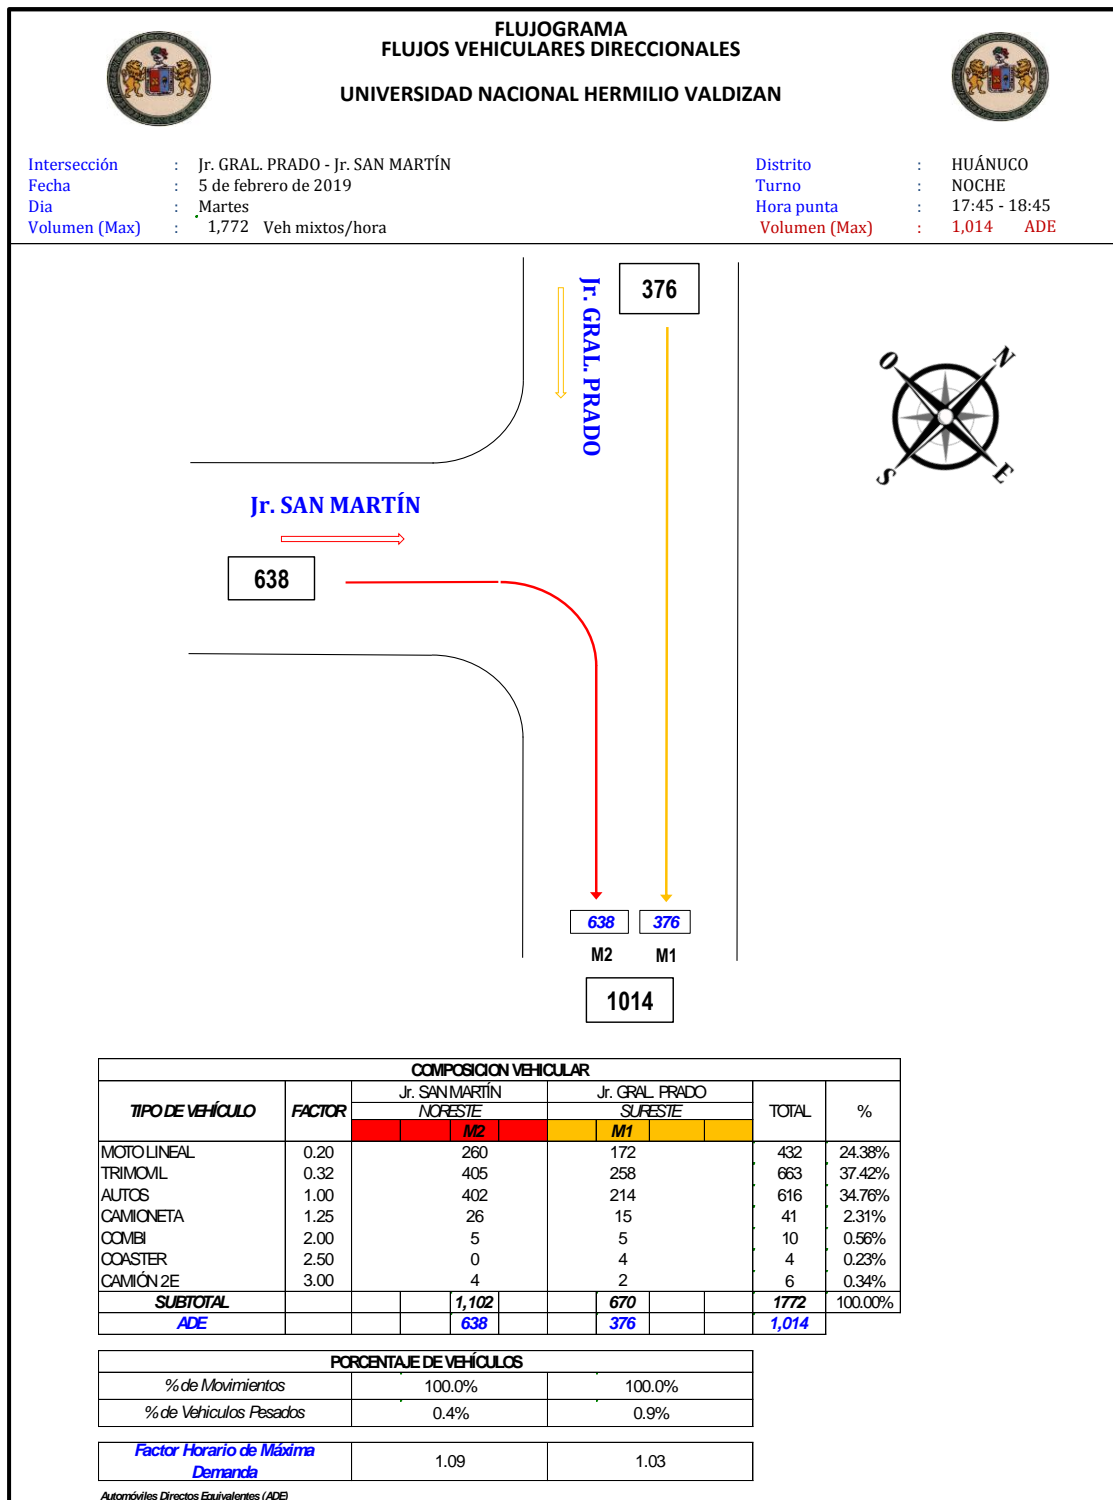 FLUJOGRAMA
FLUJOS VEHICULARES DIRECCIONALES
UNIVERSIDAD NACIONAL HERMILIO VALDIZAN
Intersección : Jr. GRAL. PRADO - Jr. SAN MARTÍN Distrito : HUÁNUCO
Fecha : 5 de febrero de 2019 Turno : NOCHE
Dia : Martes Hora punta : 17:45 - 18:45
Volumen (Max) : 1,772 Veh mixtos/hora Volumen (Max) : 1,014 ADE
376
Jr. GRAL. PRADO
O N
S E
Jr. SAN MARTÍN
638
638 376
M2 M1
1014
COMPOSICION VEHICULAR
TIPO DE VEHÍCULO FACTOR Jr. SAN MARTÍN Jr. GRAL. PRADO TOTAL %
NORESTE SURESTE
M2 M1
MOTO LINEAL 0.20 260 172 432 24.38%
TRIMOVIL 0.32 405 258 663 37.42%
AUTOS 1.00 402 214 616 34.76%
CAMIONETA 1.25 26 15 41 2.31%
COMBI 2.00 5 5 10 0.56%
COASTER 2.50 0 4 4 0.23%
CAMIÓN 2E 3.00 4 2 6 0.34%
SUBTOTAL 1,102 670 1772 100.00%
ADE 638 376 1,014
PORCENTAJE DE VEHÍCULOS
% de Movimientos 100.0% 100.0%
% de Vehiculos Pesados 0.4% 0.9%
Factor Horario de Máxima
Demanda 1.09 1.03
Automóviles Directos Equivalentes (ADE)